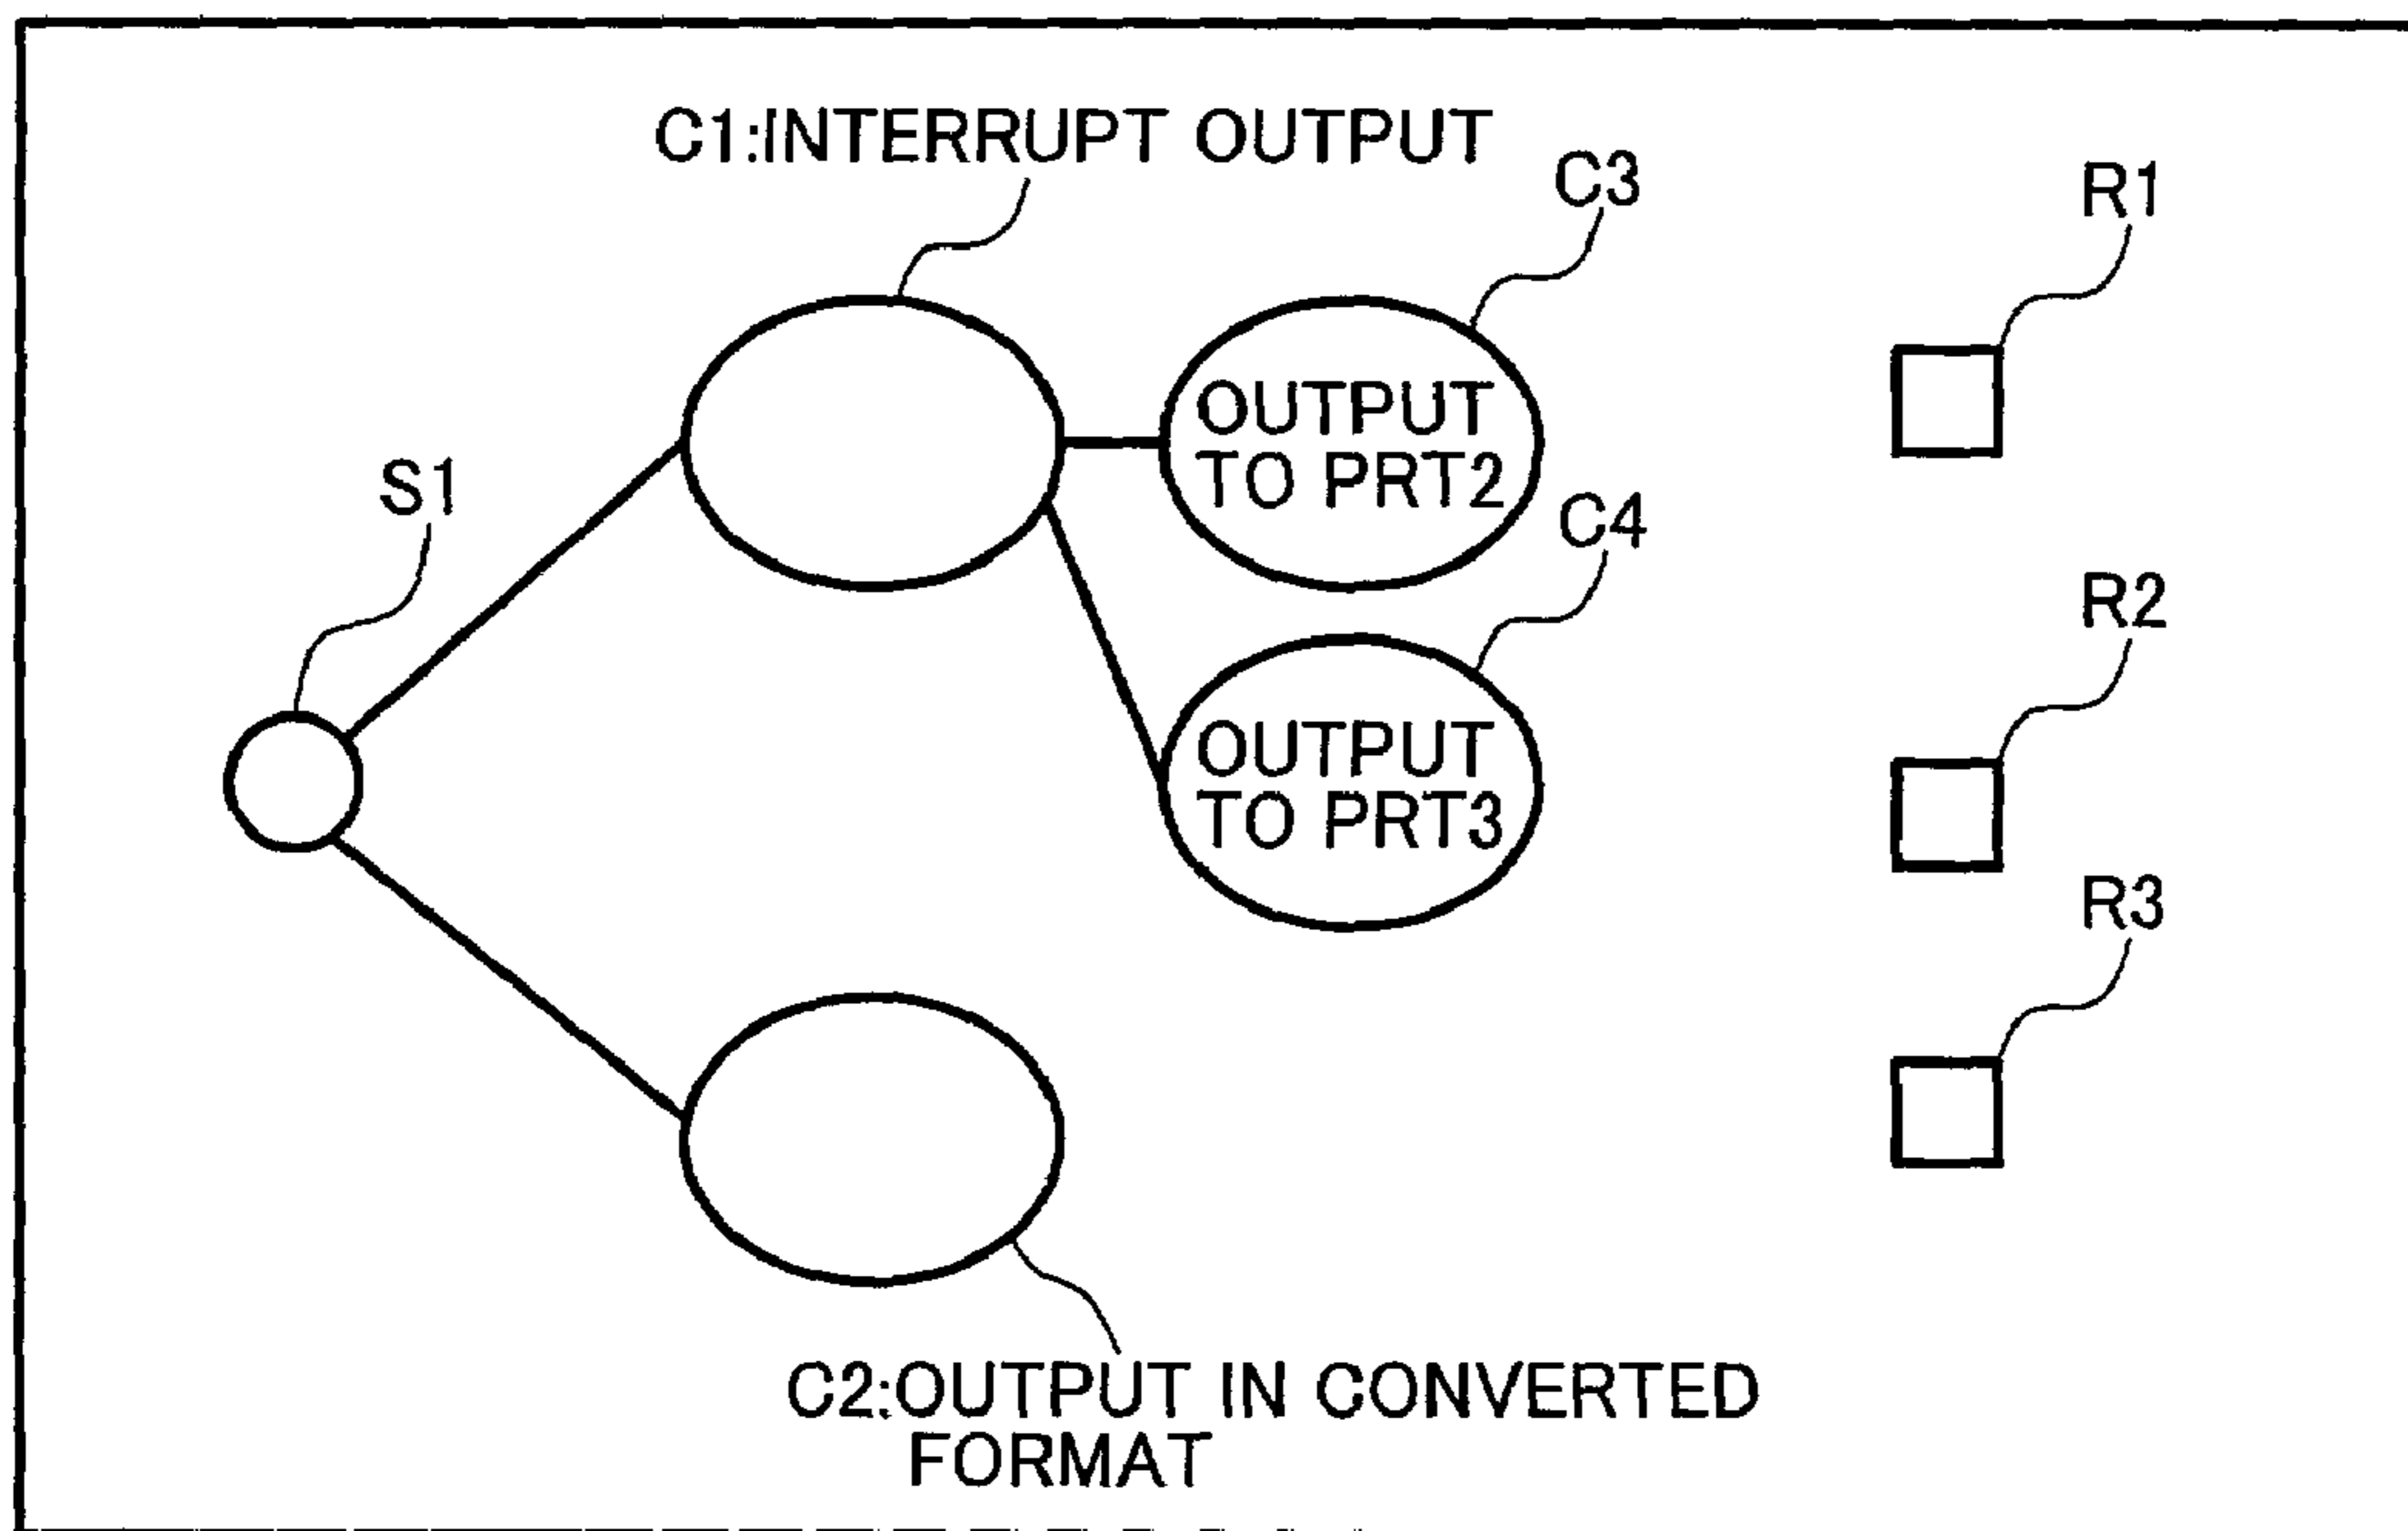 C1:INTERRUPT OUTPUT
C3
R1
OUTPUT
TO PRT2
S1
C4
R2
OUTPUT
TO PRT3
R3
C2:OUTPUT IN CONVERTED
FORMAT